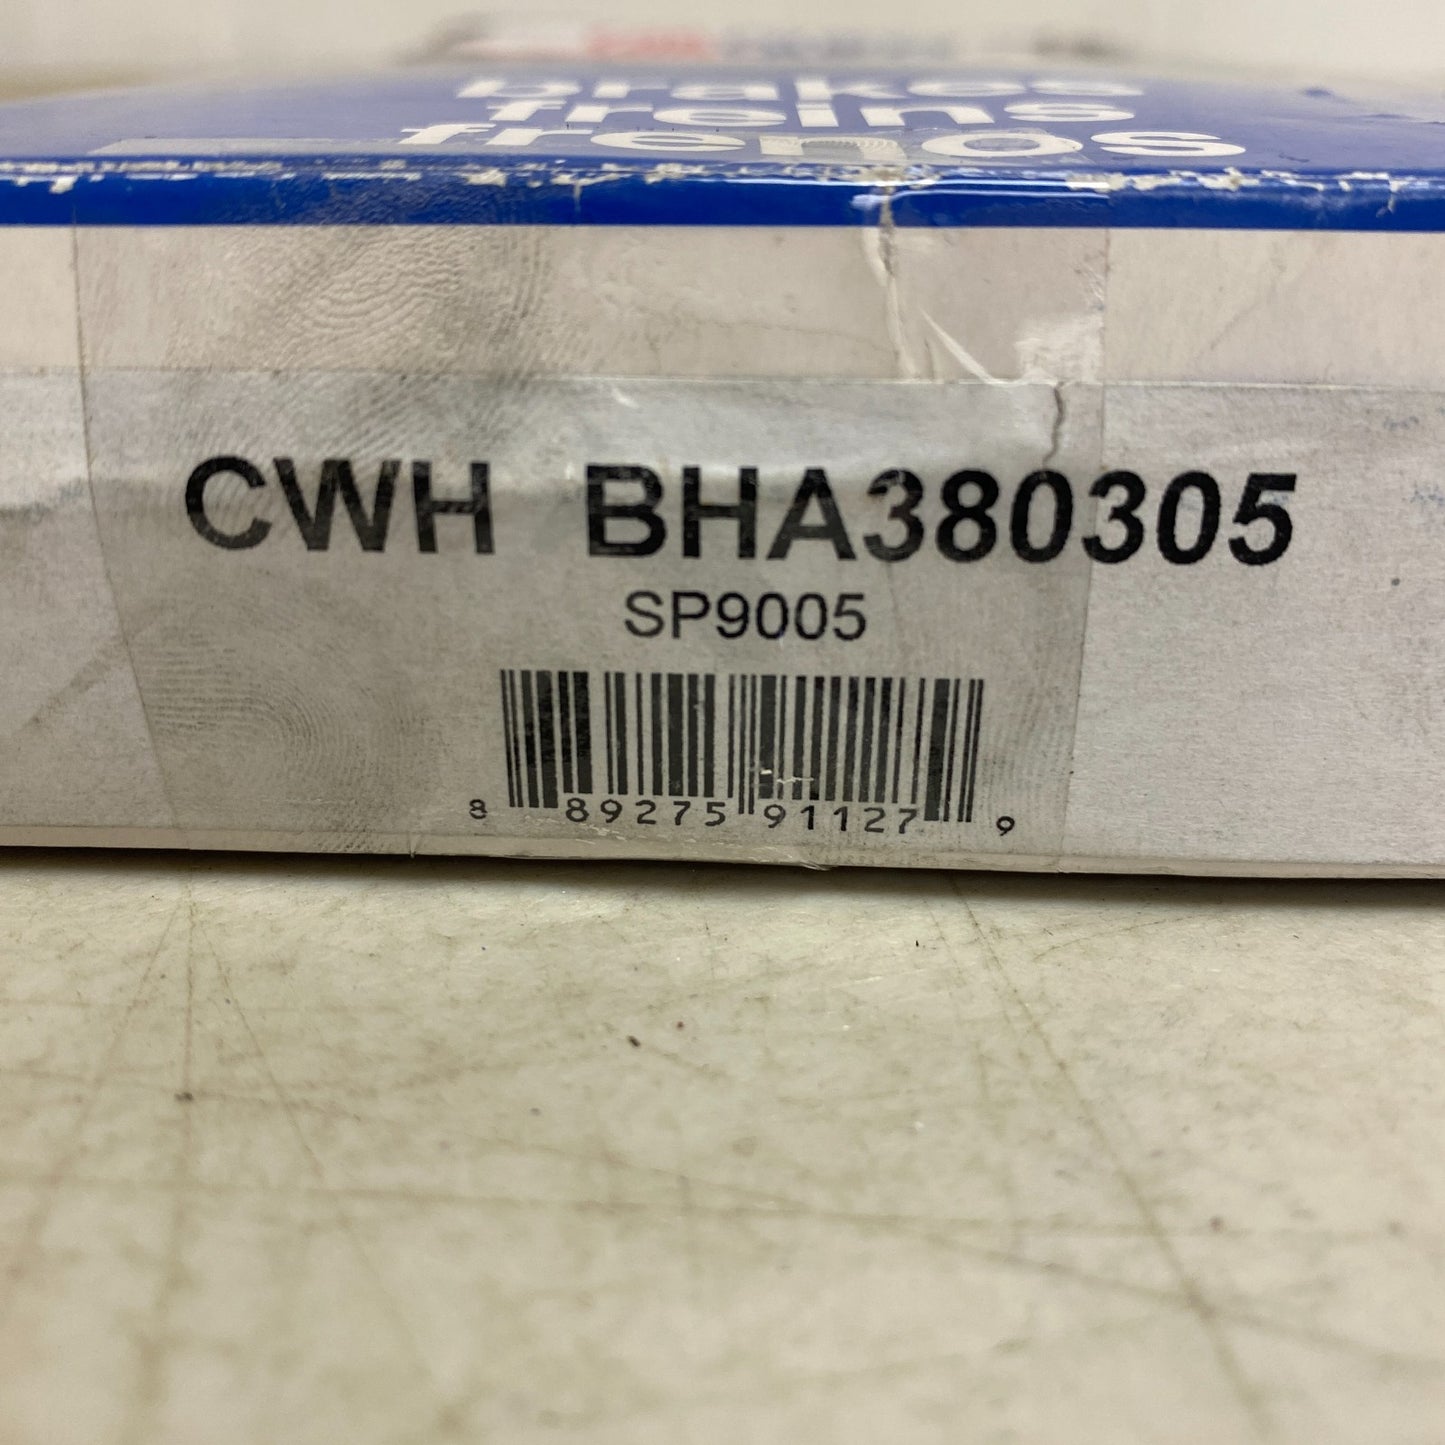 brakes
freins
frenos
CWH BHA380305
SP9005
8 89275 91127 9